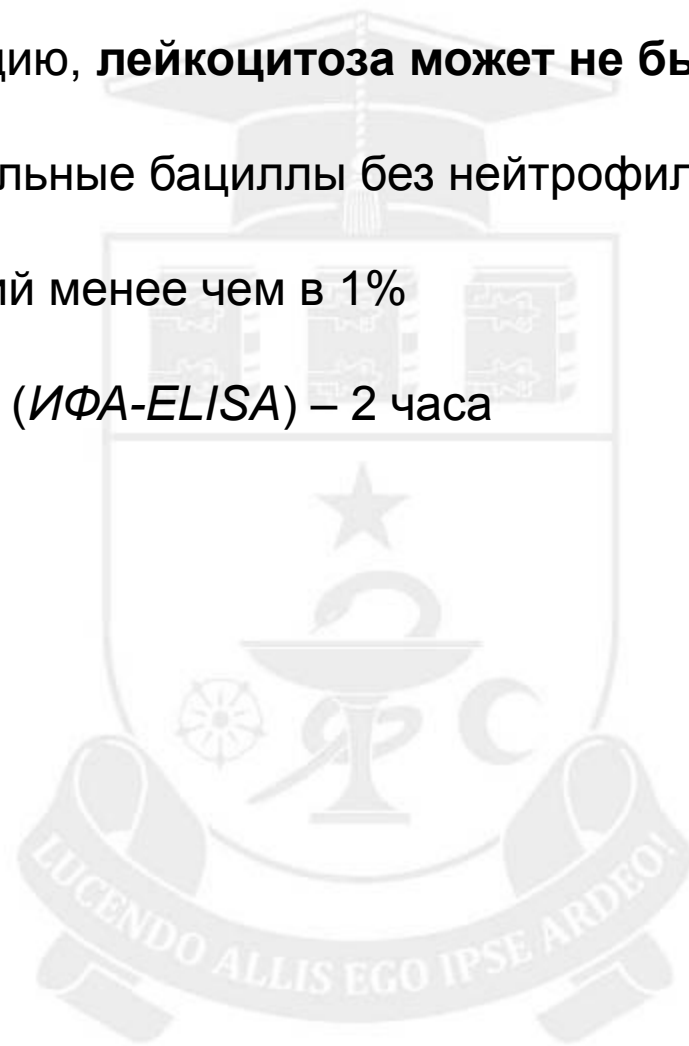 цию, лейкоцитоза может не бы
льные бациллы без нейтрофил
ий менее чем в 1%
(ИФА-ELISA) – 2 часа
LUCENDO ALLIS EGO IPSE ARDEO!